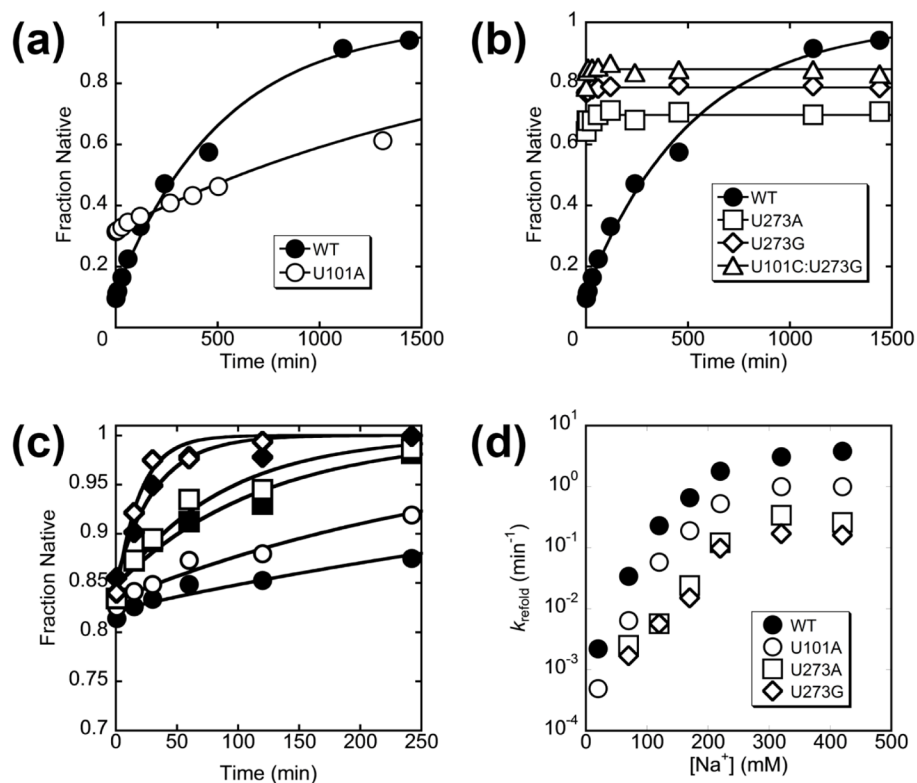 (a)
Fraction Native
1
0.8
0.6
0.4
0.2
0
500
1000
1500
Time (min)
WT
U101A
(b)
Fraction Native
1
0.8
0.6
0.4
0.2
0
500
1000
1500
Time (min)
WT
U273A
U273G
U101C:U273G
(c)
Fraction Native
1
0.95
0.9
0.85
0.8
0.75
0.7
0
50
100
150
200
250
Time (min)
(d)
k_refold (min⁻¹)
10¹
10⁰
10⁻¹
10⁻²
10⁻³
10⁻⁴
0
100
200
300
400
500
[Na⁺] (mM)
WT
U101A
U273A
U273G